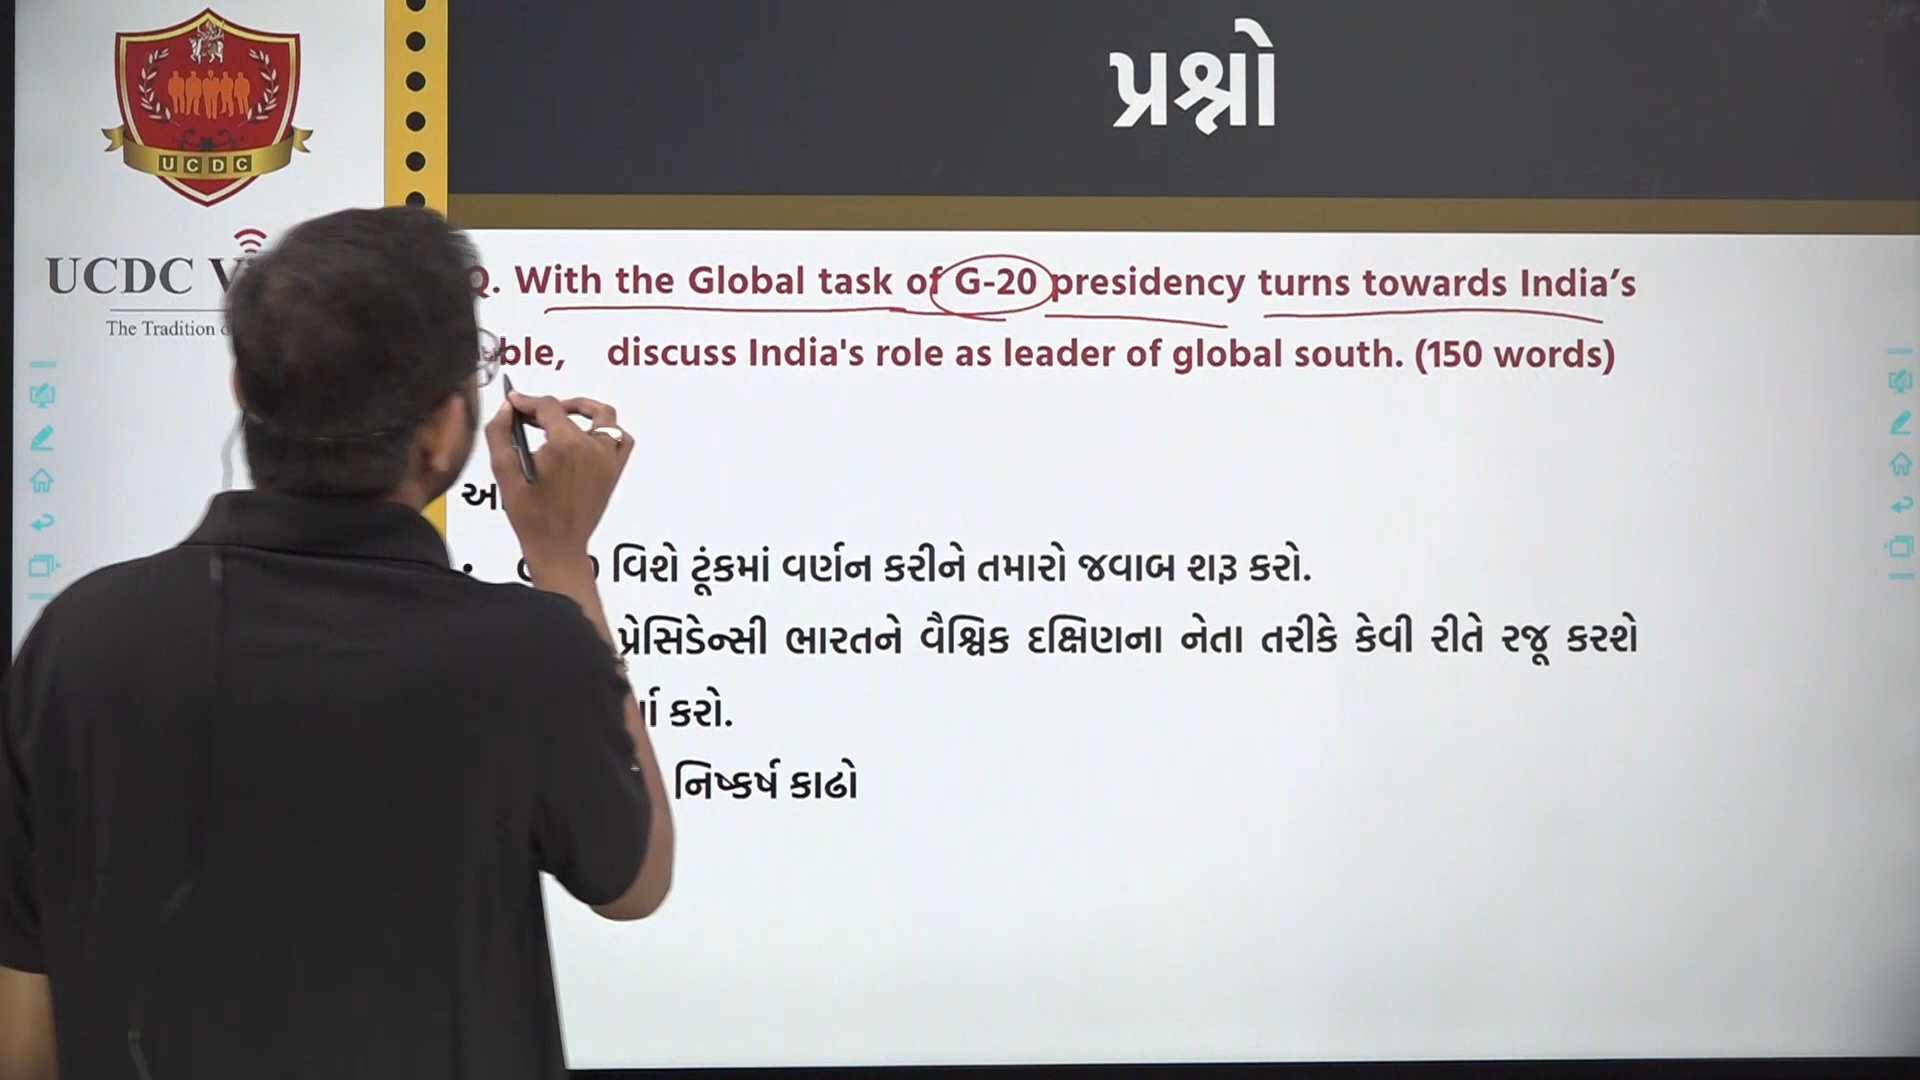 UCDC
પ્રશ્નો
UCDC
The Tradition
Q. With the Global task of G-20 presidency turns towards India’s
discuss India's role as leader of global south. (150 words)
વિશે ટૂંકમાં વર્ણન કરીને તમારો જવાબ શરૂ કરો.
પ્રેસિડેન્સી ભારતને વૈશ્વિક દક્ષિણના નેતા તરીકે કેવી રીતે રજૂ કરશે
કરો.
નિષ્કર્ષ કાઢો